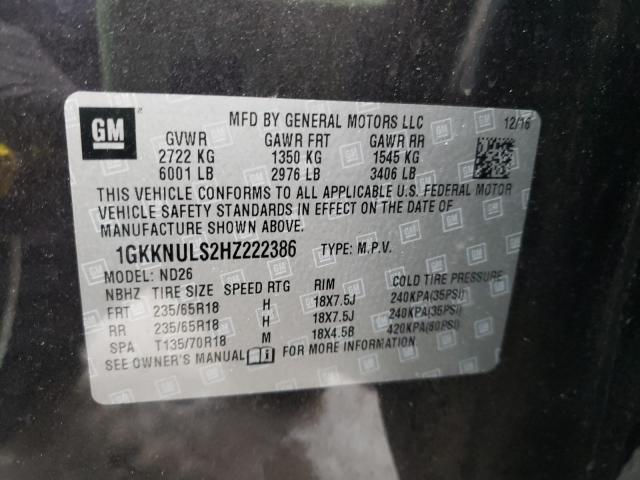 GM
MFD BY GENERAL MOTORS LLC 12/16
GVWR GAWR FRT GAWR RR
2722 KG 1350 KG 1545 KG
6001 LB 2976 LB 3406 LB
THIS VEHICLE CONFORMS TO ALL APPLICABLE U.S. FEDERAL MOTOR
VEHICLE SAFETY STANDARDS IN EFFECT ON THE DATE OF
MANUFACTURE SHOWN ABOVE.
1GKKNULS2HZ222386 TYPE: M.P.V.
MODEL: ND26
NBHZ TIRE SIZE SPEED RTG RIM COLD TIRE PRESSURE
FRT 235/65R18 H 18X7.5J 240KPA(35PSI)
RR 235/65R18 H 18X7.5J 240KPA(35PSI)
SPA T135/70R18 M 18X4.5B 420KPA(60PSI)
SEE OWNER'S MANUAL FOR MORE INFORMATION.